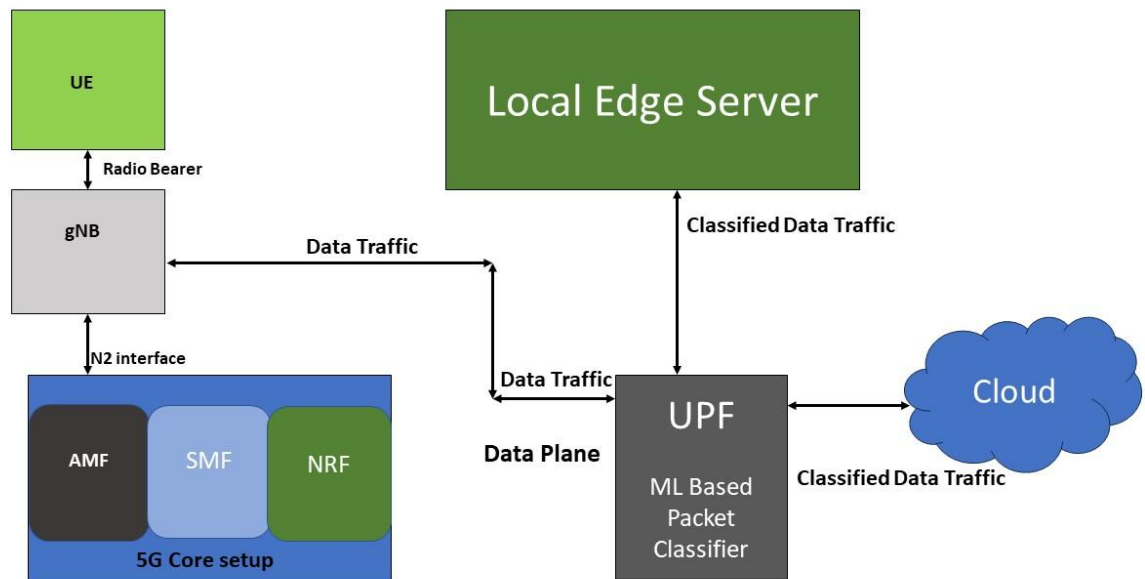 UE
Local Edge Server
Radio Bearer
gNB
Data Traffic
Classified Data Traffic
N2 interface
Data Traffic
UPF
Cloud
AMF
SMF
NRF
Data Plane
ML Based
Packet
Classifier
Classified Data Traffic
5G Core setup